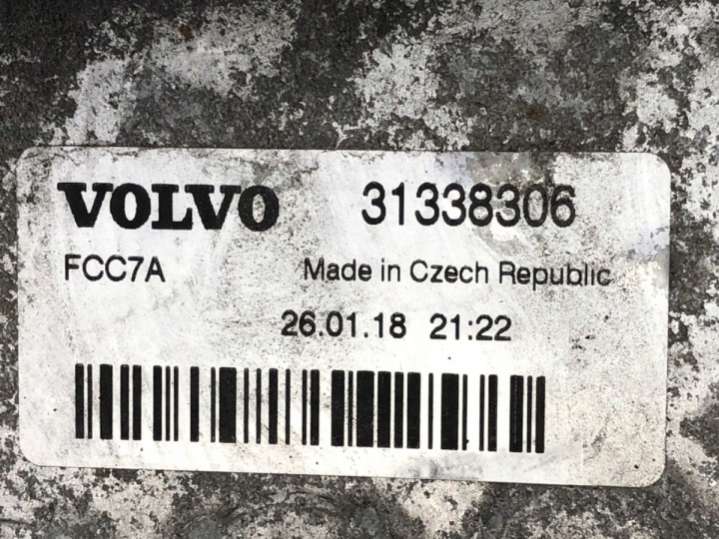 VOLVO 31338306
FCC7A Made in Czech Republic
26.01.18 21:22